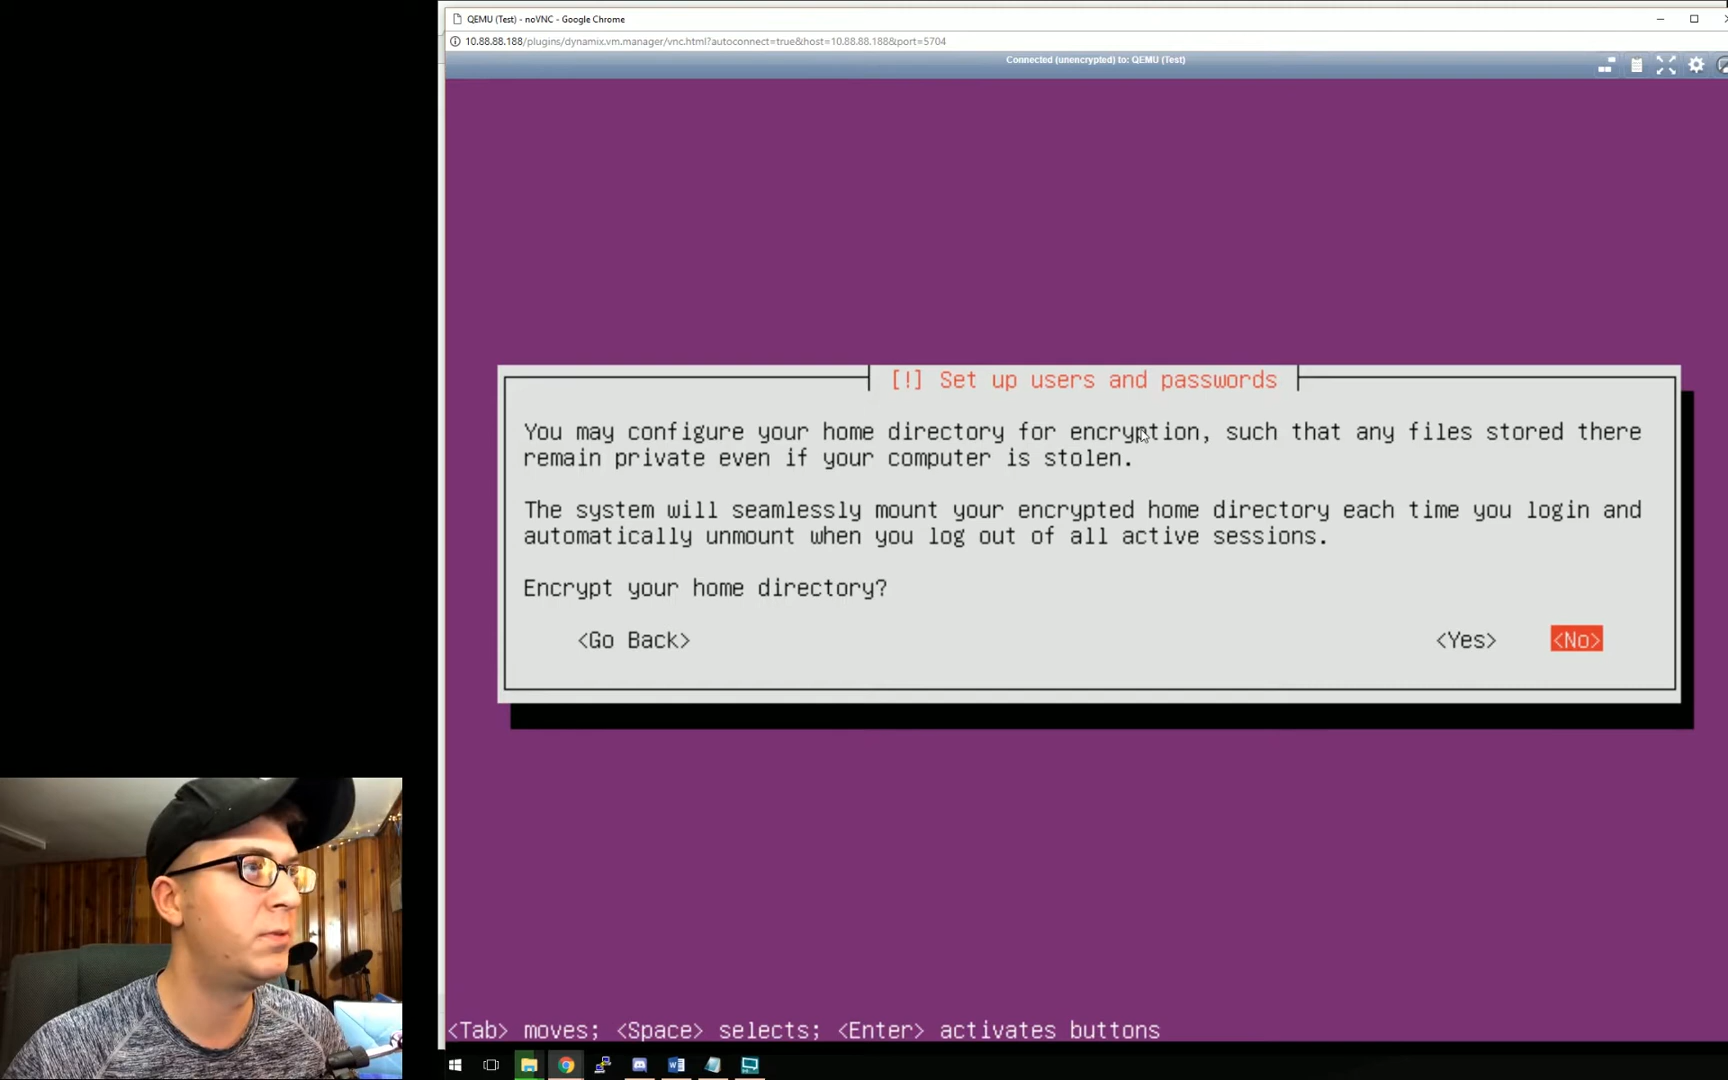 QEMU (Test) - noVNC - Google Chrome
10.88.88.188/plugins/dynamix.vm.manager/vnc.html?autoconnect=true&host=10.88.88.188&port=5704
Connected (unencrypted) to: QEMU (Test)
[!] Set up users and passwords
You may configure your home directory for encryption, such that any files stored there
remain private even if your computer is stolen.
The system will seamlessly mount your encrypted home directory each time you login and
automatically unmount when you log out of all active sessions.
Encrypt your home directory?
<Go Back> <Yes> <No>
<Tab> moves; <Space> selects; <Enter> activates buttons